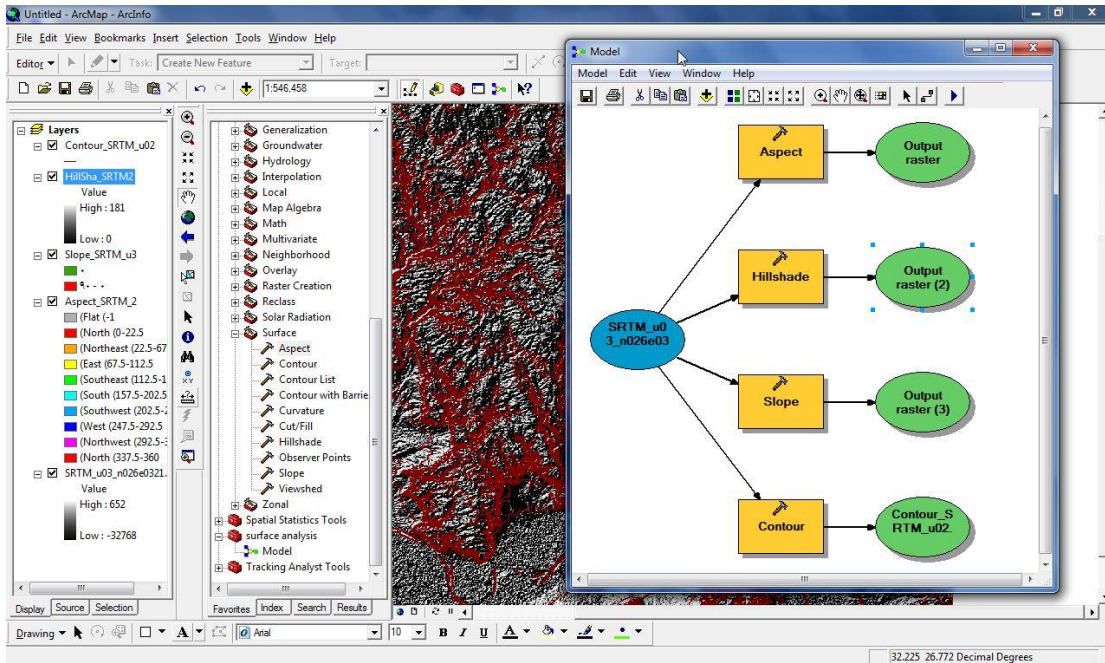 Untitled - ArcMap - ArcInfo
File Edit View Bookmarks Insert Selection Tools Window Help
Editor Task: Create New Feature Target:
1:546,458
Layers
Contour_SRTM_u02
HillSha_SRTM2
Value
High : 181
Low : 0
Slope_SRTM_u3
٠
٩٠ - ٠
Aspect_SRTM_2
(Flat (-1
(North (0-22.5
(Northeast (22.5-67
(East (67.5-112.5
(Southeast (112.5-1
(South (157.5-202.5
(Southwest (202.5-2
(West (247.5-292.5
(Northwest (292.5-3
(North (337.5-360
SRTM_u03_n026e0321.
Value
High : 652
Low : -32768
Display Source Selection
Generalization
Groundwater
Hydrology
Interpolation
Local
Map Algebra
Math
Multivariate
Neighborhood
Overlay
Raster Creation
Reclass
Solar Radiation
Surface
Aspect
Contour
Contour List
Contour with Barrie
Curvature
Cut/Fill
Hillshade
Observer Points
Slope
Viewshed
Zonal
Spatial Statistics Tools
surface analysis
Model
Tracking Analyst Tools
Favorites Index Search Results
Model
Model Edit View Window Help
Aspect
Output
raster
Hillshade
Output
raster (2)
SRTM_u0
3_n026e03
Slope
Output
raster (3)
Contour
Contour_S
RTM_u02.
Drawing A Arial 10 B I U A
32.225 26.772 Decimal Degrees